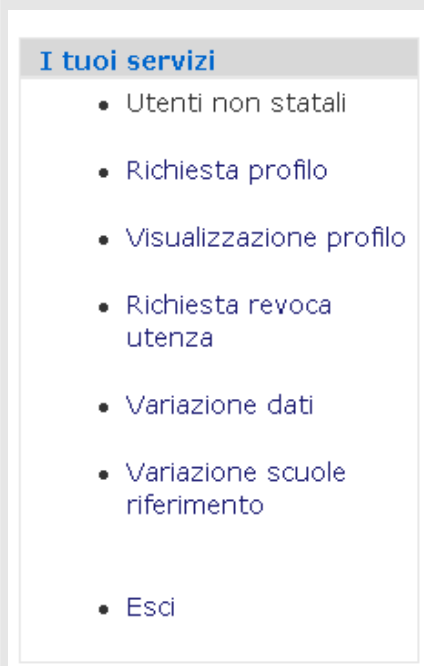 I tuoi servizi
Utenti non statali
Richiesta profilo
Visualizzazione profilo
Richiesta revoca
utenza
Variazione dati
Variazione scuole
riferimento
Esci